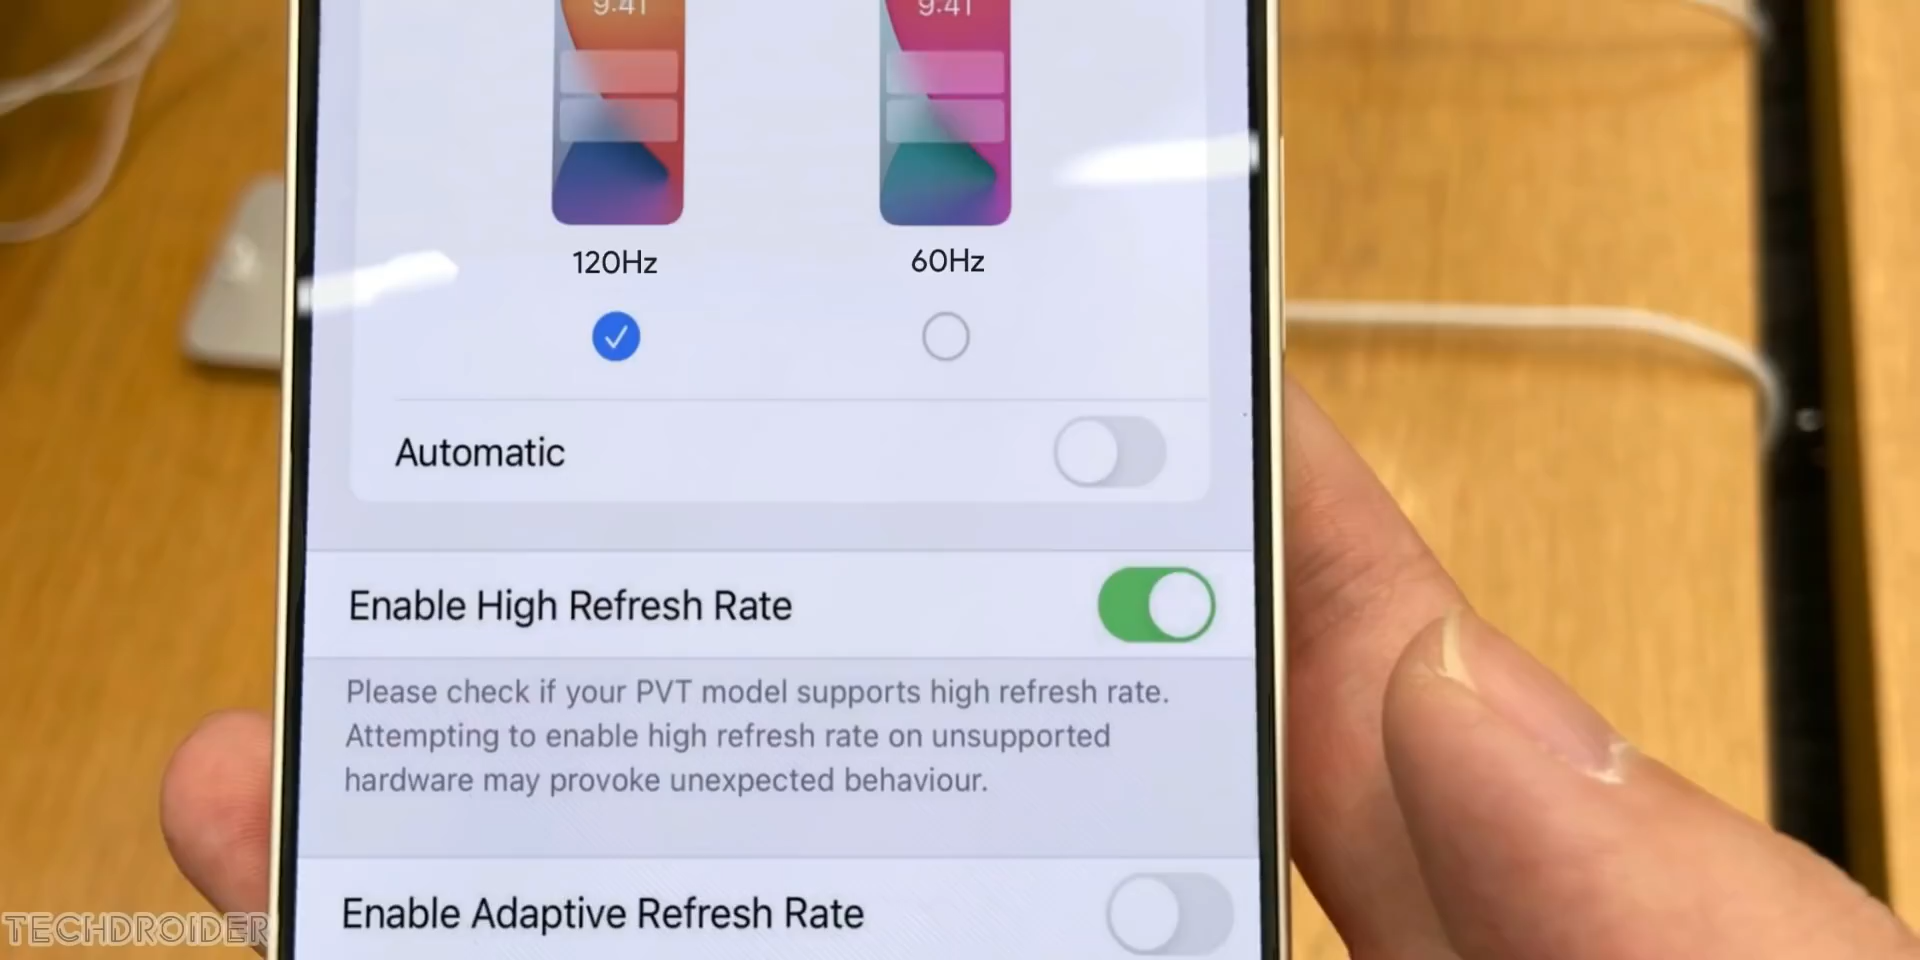 9:41
9:41
120Hz
60Hz
Automatic
Enable High Refresh Rate
Please check if your PVT model supports high refresh rate.
Attempting to enable high refresh rate on unsupported
hardware may provoke unexpected behaviour.
Enable Adaptive Refresh Rate
TECHDROIDER